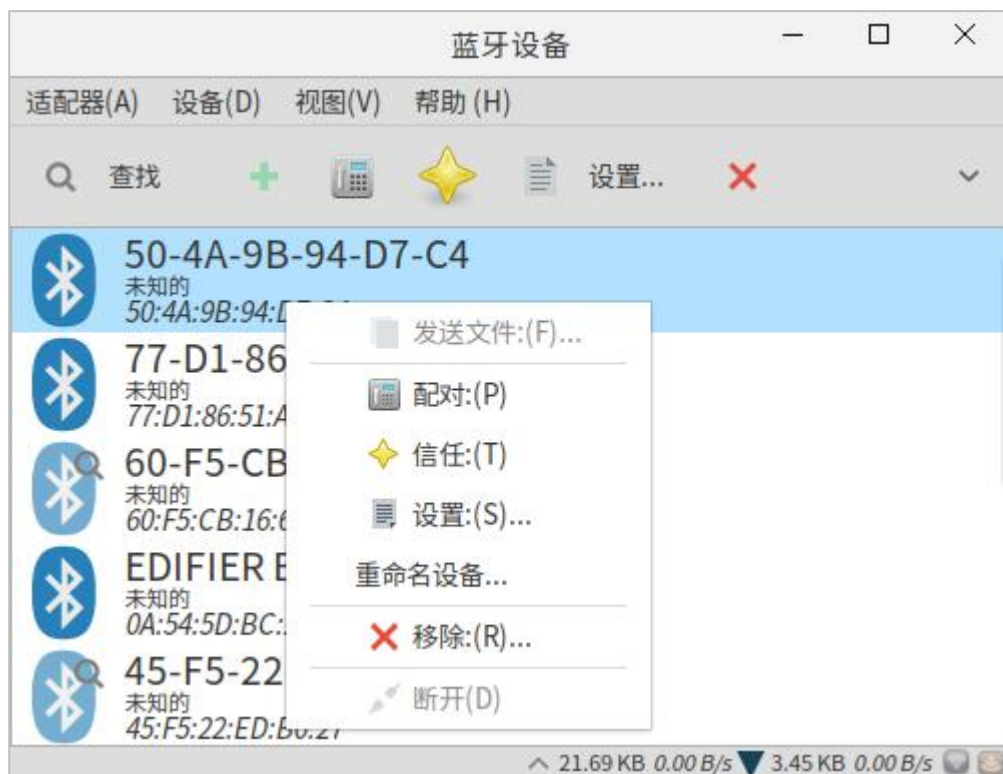 蓝牙设备
适配器(A) 设备(D) 视图(V) 帮助 (H)
查找 设置...
50-4A-9B-94-D7-C4
未知的
50:4A:9B:94:
发送文件:(F)...
77-D1-86
未知的
77:D1:86:51:A
配对:(P)
信任:(T)
60-F5-CB
未知的
60:F5:CB:16:6
设置:(S)...
重命名设备...
EDIFIER
未知的
0A:54:5D:BC:
移除:(R)...
45-F5-22
未知的
45:F5:22:ED:
断开(D)
21.69 KB 0.00 B/s 3.45 KB 0.00 B/s